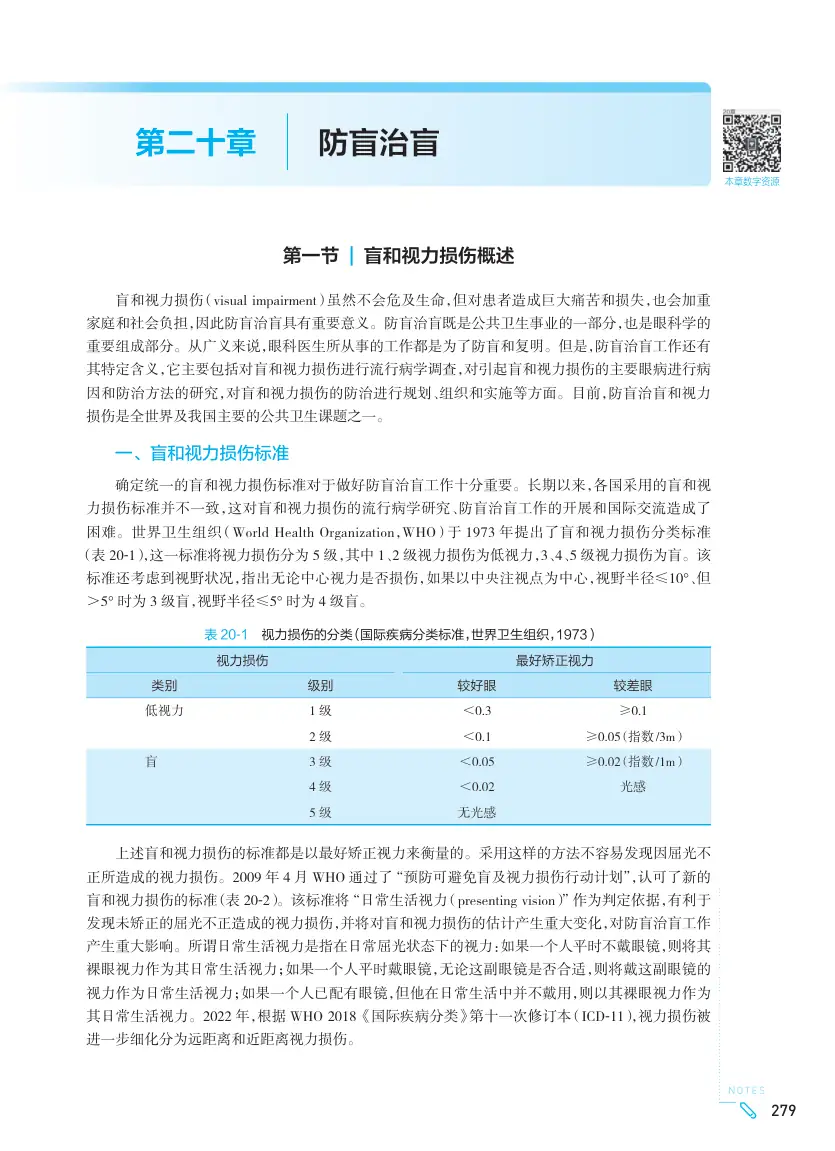 第二十章 防盲治盲
20章
本章数字资源
第一节 | 盲和视力损伤概述
盲和视力损伤(visual impairment)虽然不会危及生命,但对患者造成巨大痛苦和损失,也会加重
家庭和社会负担,因此防盲治盲具有重要意义。防盲治盲既是公共卫生事业的一部分,也是眼科学的
重要组成部分。从广义来说,眼科医生所从事的工作都是为了防盲和复明。但是,防盲治盲工作还有
其特定含义,它主要包括对盲和视力损伤进行流行病学调查,对引起盲和视力损伤的主要眼病进行病
因和防治方法的研究,对盲和视力损伤的防治进行规划、组织和实施等方面。目前,防盲治盲和视力
损伤是全世界及我国主要的公共卫生课题之一。
一、盲和视力损伤标准
确定统一的盲和视力损伤标准对于做好防盲治盲工作十分重要。长期以来,各国采用的盲和视
力损伤标准并不一致,这对盲和视力损伤的流行病学研究、防盲治盲工作的开展和国际交流造成了
困难。世界卫生组织(World Health Organization,WHO)于 1973 年提出了盲和视力损伤分类标准
(表 20-1),这一标准将视力损伤分为 5 级,其中 1、2 级视力损伤为低视力,3、4、5 级视力损伤为盲。该
标准还考虑到视野状况,指出无论中心视力是否损伤,如果以中央注视点为中心,视野半径≤10°、但
>5° 时为 3 级盲,视野半径≤5° 时为 4 级盲。
表 20-1 视力损伤的分类(国际疾病分类标准,世界卫生组织,1973)
视力损伤 最好矫正视力
类别 级别 较好眼 较差眼
低视力 1 级 <0.3 ≥0.1
2 级 <0.1 ≥0.05(指数/3m)
盲 3 级 <0.05 ≥0.02(指数/1m)
4 级 <0.02 光感
5 级 无光感
上述盲和视力损伤的标准都是以最好矫正视力来衡量的。采用这样的方法不容易发现因屈光不
正所造成的视力损伤。2009 年 4 月 WHO 通过了“预防可避免盲及视力损伤行动计划”,认可了新的
盲和视力损伤的标准(表 20-2)。该标准将“日常生活视力(presenting vision)”作为判定依据,有利于
发现未矫正的屈光不正造成的视力损伤,并将对盲和视力损伤的估计产生重大变化,对防盲治盲工作
产生重大影响。所谓日常生活视力是指在日常屈光状态下的视力:如果一个人平时不戴眼镜,则将其
裸眼视力作为其日常生活视力;如果一个人平时戴眼镜,无论这副眼镜是否合适,则将戴这副眼镜的
视力作为日常生活视力;如果一个人已配有眼镜,但他在日常生活中并不戴用,则以其裸眼视力作为
其日常生活视力。2022 年,根据 WHO 2018《国际疾病分类》第十一次修订本(ICD-11),视力损伤被
进一步细化分为远距离和近距离视力损伤。
NOTES
279